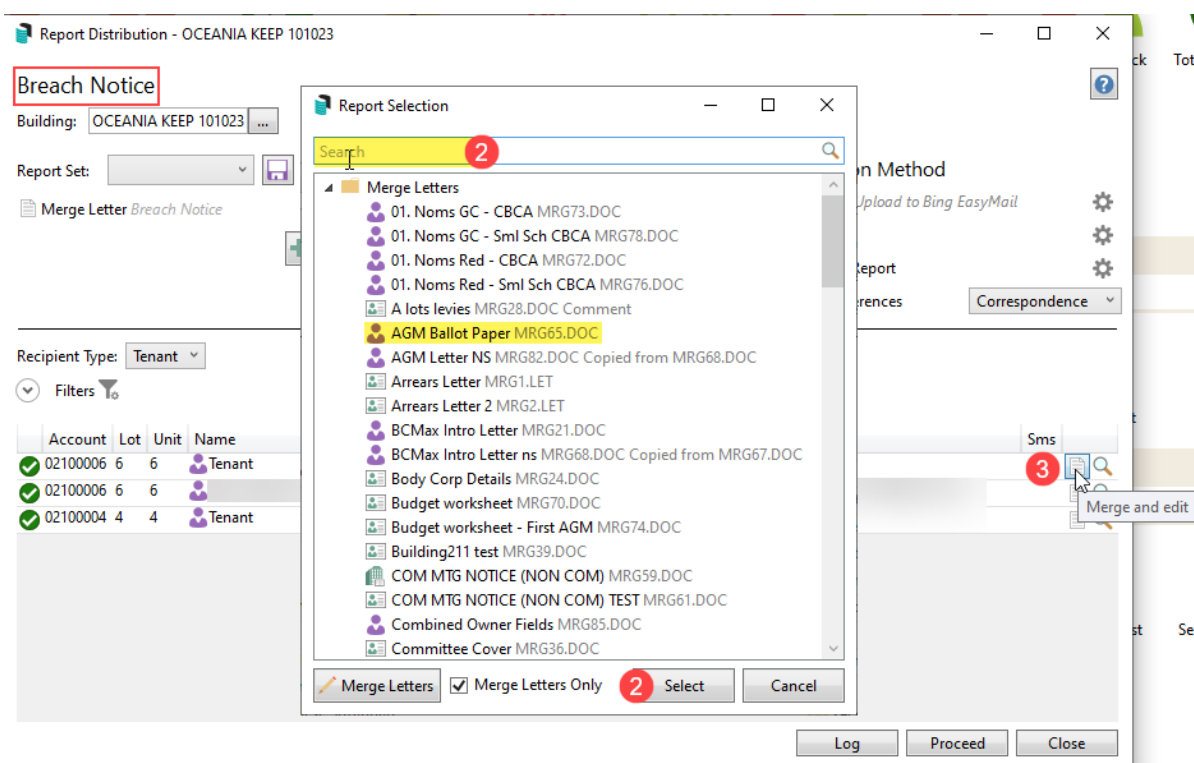 Report Distribution - OCEANIA KEEP 101023
ck Tot
Breach Notice
Building: OCEANIA KEEP 101023 ...
Report Set:
Merge Letter Breach Notice
on Method
Upload to Bing EasyMail
Report
erences Correspondence
Recipient Type: Tenant
Filters
Account Lot Unit Name Sms
02100006 6 6 Tenant 3
02100006 6 6
02100004 4 4 Tenant
Merge and edit
Report Selection
Search 2
Merge Letters
01. Noms GC - CBCA MRG73.DOC
01. Noms GC - Sml Sch CBCA MRG78.DOC
01. Noms Red - CBCA MRG72.DOC
01. Noms Red - Sml Sch CBCA MRG76.DOC
A lots levies MRG28.DOC Comment
AGM Ballot Paper MRG65.DOC
AGM Letter NS MRG82.DOC Copied from MRG68.DOC
Arrears Letter MRG1.LET
Arrears Letter 2 MRG2.LET
BCMax Intro Letter MRG21.DOC
BCMax Intro Letter ns MRG68.DOC Copied from MRG67.DOC
Body Corp Details MRG24.DOC
Budget worksheet MRG70.DOC
Budget worksheet - First AGM MRG74.DOC
Building211 test MRG39.DOC
COM MTG NOTICE (NON COM) MRG59.DOC
COM MTG NOTICE (NON COM) TEST MRG61.DOC
Combined Owner Fields MRG85.DOC
Committee Cover MRG36.DOC
Merge Letters Merge Letters Only 2 Select Cancel
st Se
Log Proceed Close